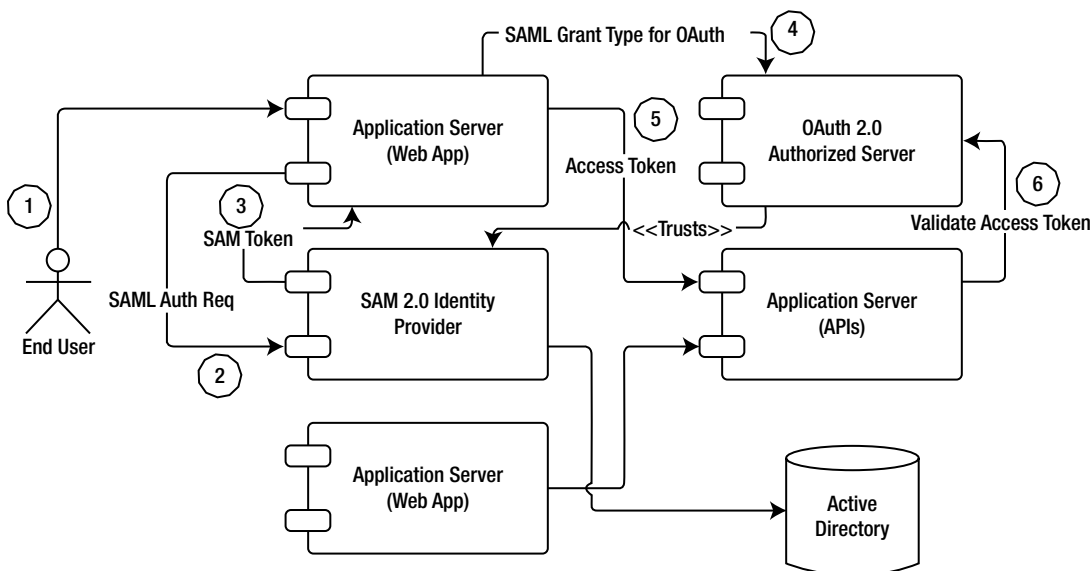 SAML Grant Type for OAuth
4
Application Server
(Web App)
5
OAuth 2.0
Authorized Server
Access Token
6
1
3
SAM Token
<<Trusts>>
Validate Access Token
SAML Auth Req
SAM 2.0 Identity
Provider
Application Server
(APIs)
End User
2
Application Server
(Web App)
Active
Directory